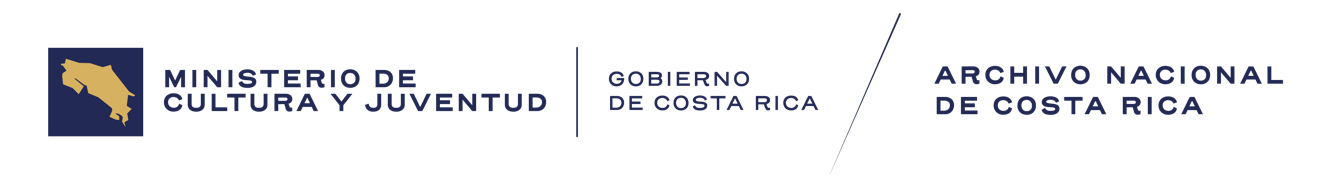 MINISTERIO DE
CULTURA Y JUVENTUD
GOBIERNO
DE COSTA RICA
ARCHIVO NACIONAL
DE COSTA RICA